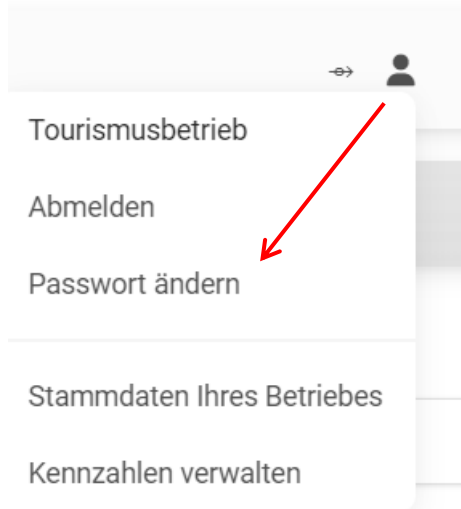 Tourismusbetrieb
Abmelden
Passwort ändern
Stammdaten Ihres Betriebes
Kennzahlen verwalten